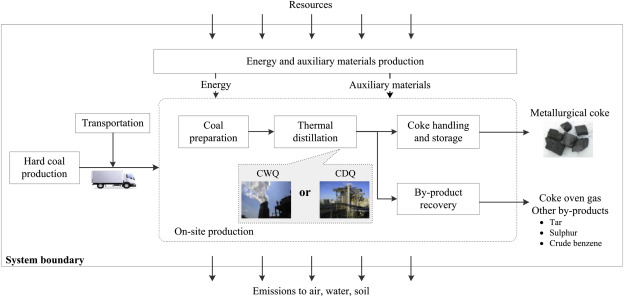 Resources
Energy and auxiliary materials production
Energy
Auxiliary materials
Transportation
Hard coal
production
Coal
preparation
Thermal
distillation
Coke handling
and storage
Metallurgical coke
CWQ
or
CDQ
By-product
recovery
Coke oven gas
Other by-products
• Tar
• Sulphur
• Crude benzene
On-site production
System boundary
Emissions to air, water, soil